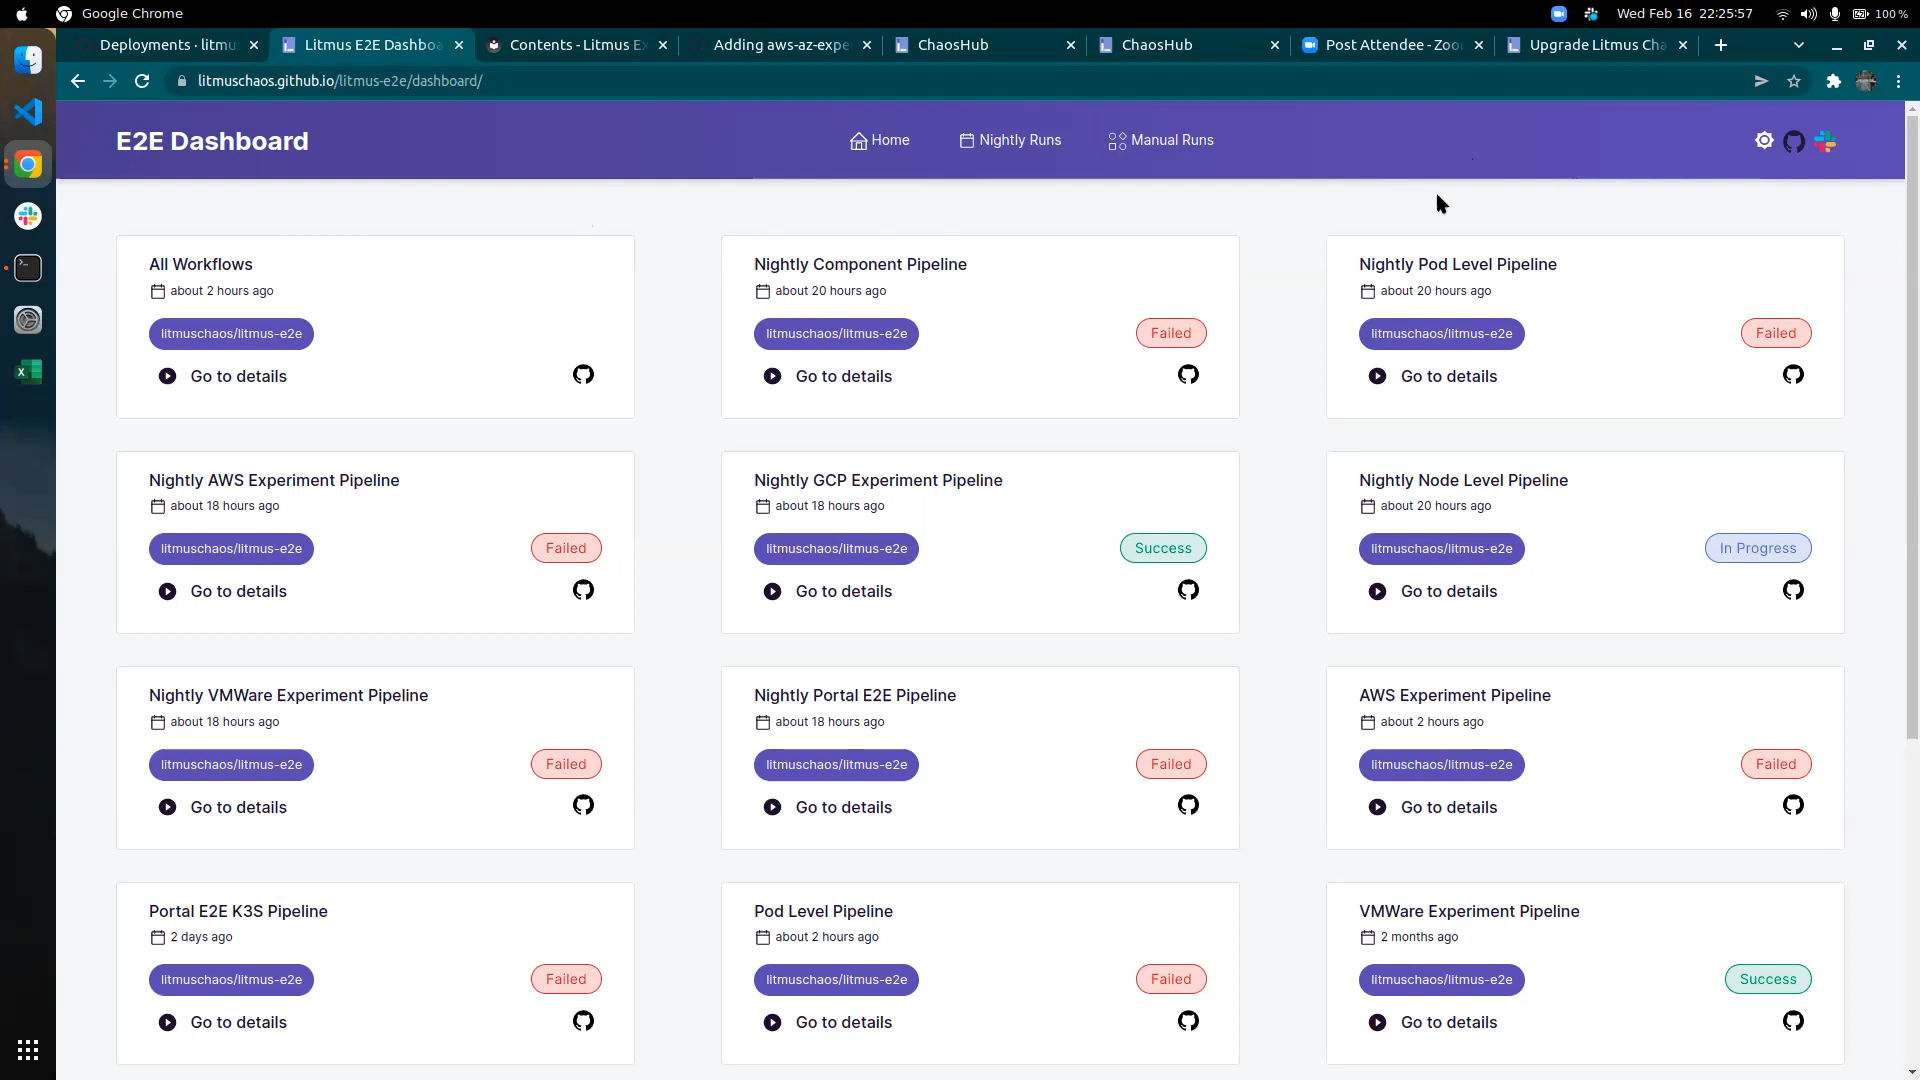 Google Chrome
Wed Feb 16 22:25:57
100 %
Deployments · litmu
Litmus E2E Dashboa
Contents - Litmus Ex
Adding aws-az-expe
ChaosHub
ChaosHub
Post Attendee - Zoo
Upgrade Litmus Cha
litmuschaos.github.io/litmus-e2e/dashboard/
E2E Dashboard
Home
Nightly Runs
Manual Runs
All Workflows
about 2 hours ago
litmuschaos/litmus-e2e
Go to details
Nightly Component Pipeline
about 20 hours ago
litmuschaos/litmus-e2e
Failed
Go to details
Nightly Pod Level Pipeline
about 20 hours ago
litmuschaos/litmus-e2e
Failed
Go to details
Nightly AWS Experiment Pipeline
about 18 hours ago
litmuschaos/litmus-e2e
Failed
Go to details
Nightly GCP Experiment Pipeline
about 18 hours ago
litmuschaos/litmus-e2e
Success
Go to details
Nightly Node Level Pipeline
about 20 hours ago
litmuschaos/litmus-e2e
In Progress
Go to details
Nightly VMWare Experiment Pipeline
about 18 hours ago
litmuschaos/litmus-e2e
Failed
Go to details
Nightly Portal E2E Pipeline
about 18 hours ago
litmuschaos/litmus-e2e
Failed
Go to details
AWS Experiment Pipeline
about 2 hours ago
litmuschaos/litmus-e2e
Failed
Go to details
Portal E2E K3S Pipeline
2 days ago
litmuschaos/litmus-e2e
Failed
Go to details
Pod Level Pipeline
about 2 hours ago
litmuschaos/litmus-e2e
Failed
Go to details
VMWare Experiment Pipeline
2 months ago
litmuschaos/litmus-e2e
Success
Go to details